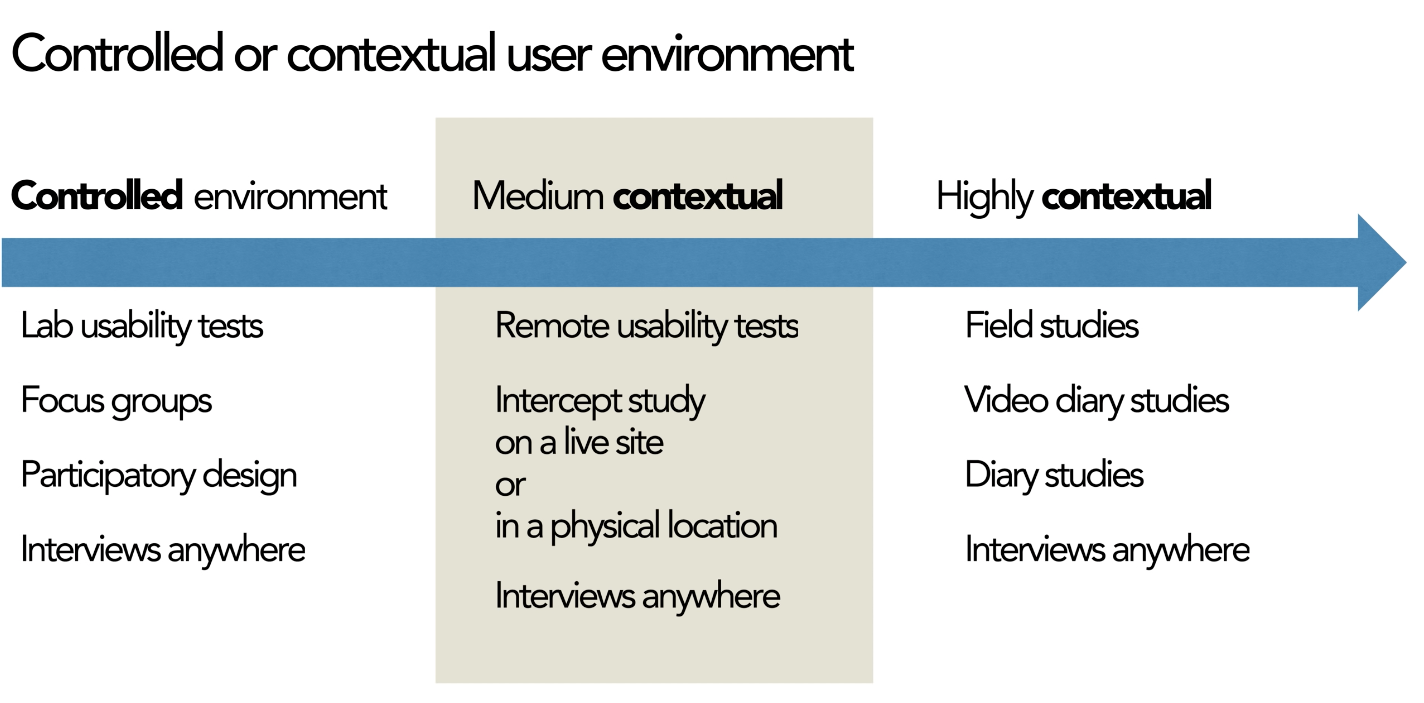 Controlled or contextual user environment
Controlled environment
Lab usability tests
Focus groups
Participatory design
Interviews anywhere
Medium contextual
Remote usability tests
Intercept study
on a live site
or
in a physical location
Interviews anywhere
Highly contextual
Field studies
Video diary studies
Diary studies
Interviews anywhere